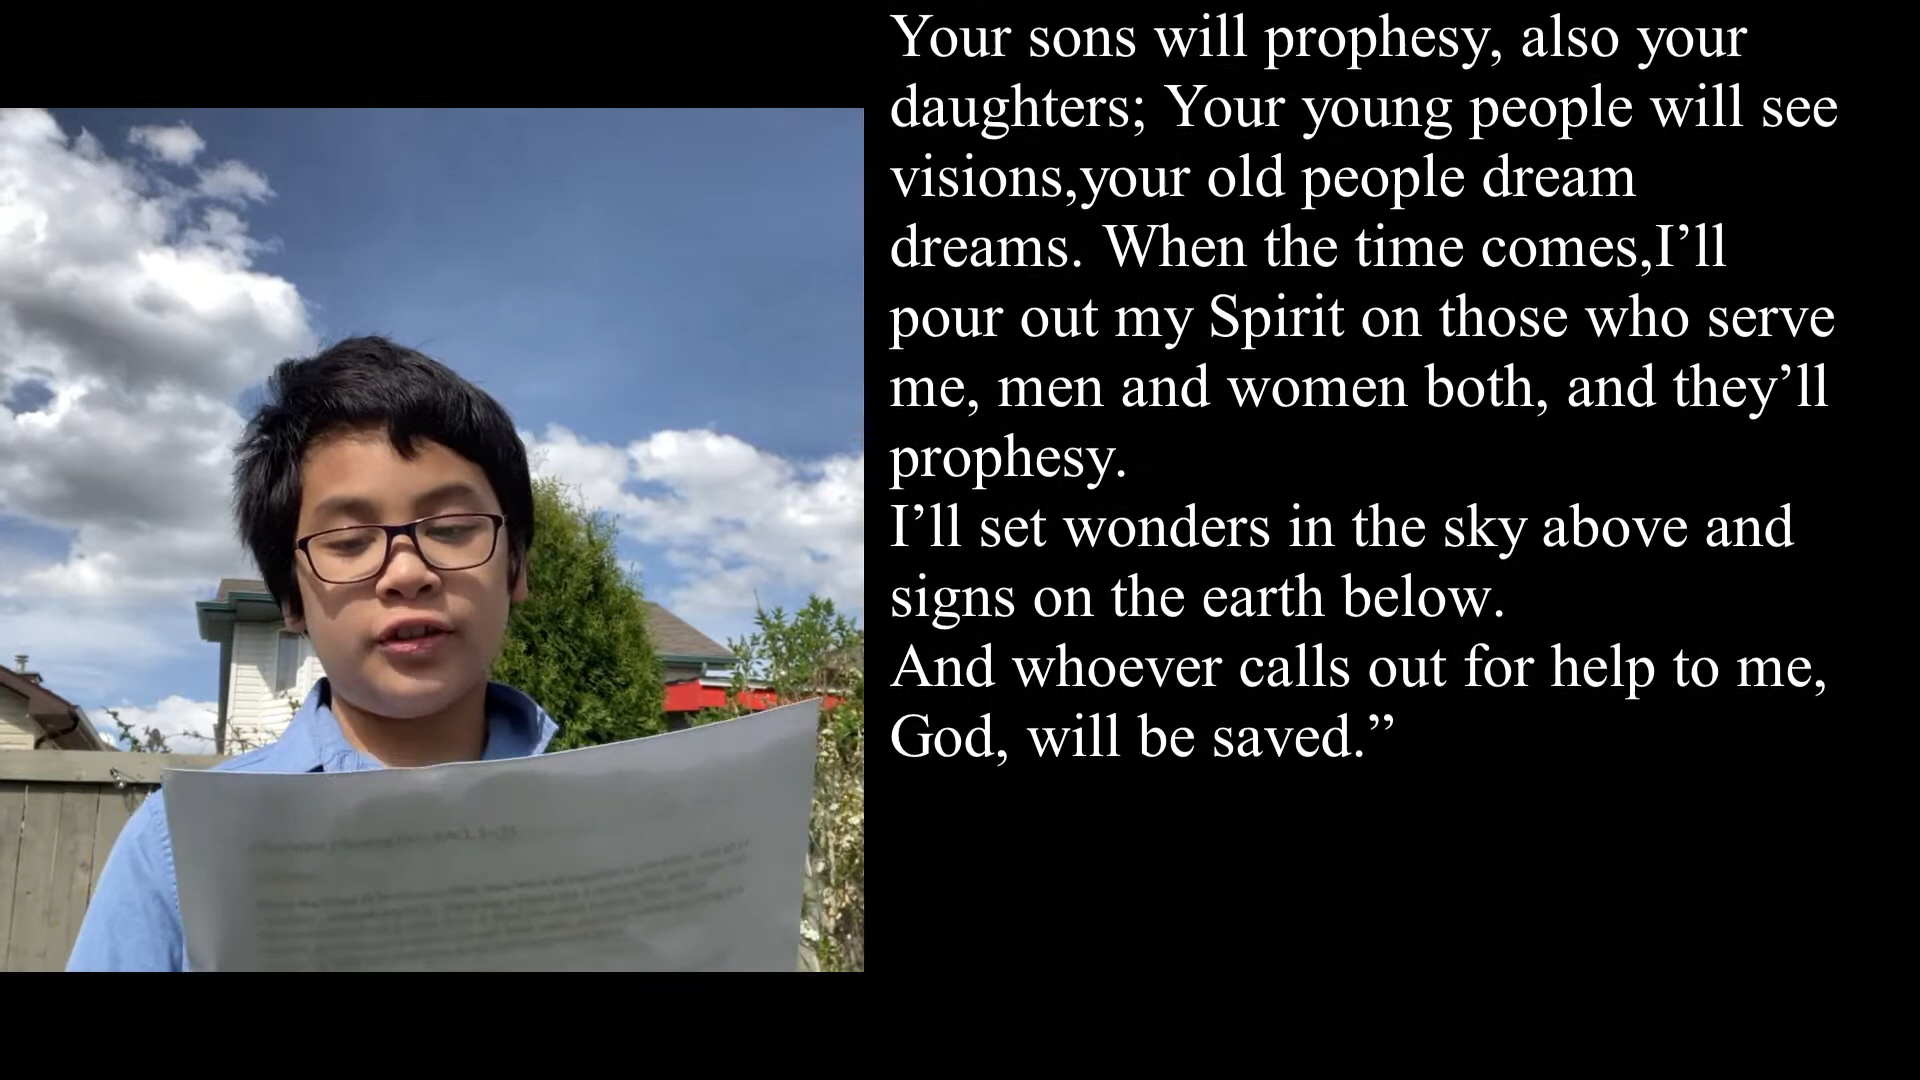 Your sons will prophesy, also your
daughters; Your young people will see
visions,your old people dream
dreams. When the time comes,I’ll
pour out my Spirit on those who serve
me, men and women both, and they’ll
prophesy.
I’ll set wonders in the sky above and
signs on the earth below.
And whoever calls out for help to me,
God, will be saved.”